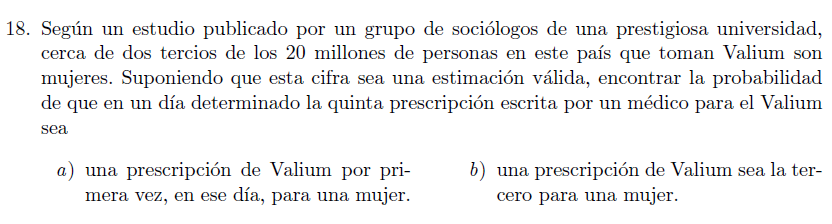 18. Según un estudio publicado por un grupo de sociólogos de una prestigiosa universidad,
cerca de dos tercios de los 20 millones de personas en este país que toman Valium son
mujeres. Suponiendo que esta cifra sea una estimación válida, encontrar la probabilidad
de que en un día determinado la quinta prescripción escrita por un médico para el Valium
sea
a) una prescripción de Valium por pri-
mera vez, en ese día, para una mujer.
b) una prescripción de Valium sea la ter-
cero para una mujer.